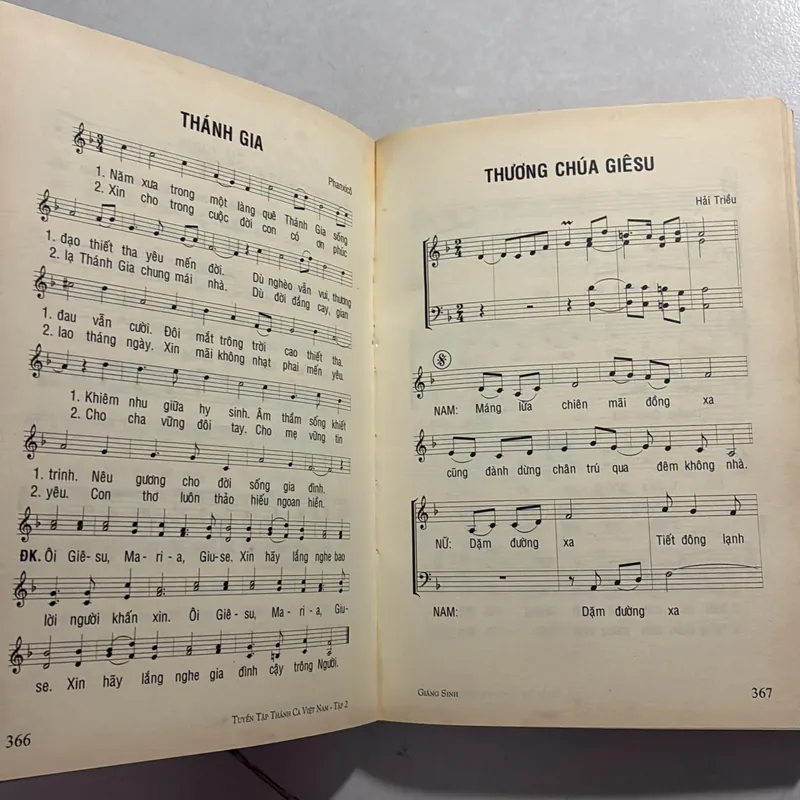 THÁNH GIA
Phanxicô
1. Năm xưa trong một làng quê Thánh Gia sống
2. Xin cho trong cuộc đời con có ơn phúc
1. đạo thiết tha yêu mến đời. Dù nghèo vẫn vui, thương
2. lạ Thánh Gia chung mái nhà. Dù đời đắng cay, gian
1. đau vẫn cười. Đôi mắt trông trời cao thiết tha.
2. lao tháng ngày. Xin mãi không nhạt phai mến yêu.
1. Khiêm nhu giữa hy sinh. Âm thầm sống khiết
2. Cho cha vững đôi tay. Cho mẹ vững tin
1. trinh. Nêu gương cho đời sống gia đình.
2. yêu. Con thơ luôn thảo hiếu ngoan hiền.
ĐK. Ôi Giê-su, Ma-ri-a, Giuse. Xin hãy lắng nghe bao
lời người khấn xin. Ôi Giê-su, Ma-ri-a, Giu-
se. Xin hãy lắng nghe gia đình cậy trông Người.
TUYỂN TẬP THÁNH CA VIỆT NAM - TẬP 2
366
THƯƠNG CHÚA GIÊSU
Hải Triều
NAM: Máng lừa chiên mãi đồng xa
cũng đành dừng chân trú qua đêm không nhà.
NỮ: Dặm đường xa Tiết đông lạnh
NAM: Dặm đường xa
GIÁNG SINH
367